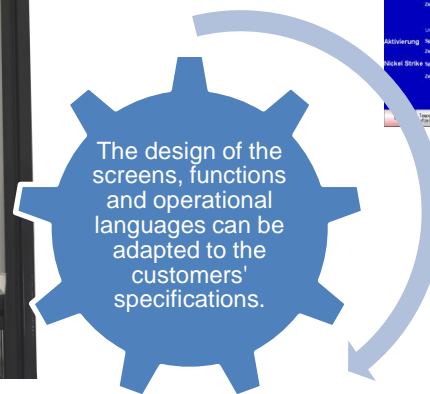 Aktivierung
Nickel Strike
The design of the
screens, functions
and operational
languages can be
adapted to the
customers'
specifications.